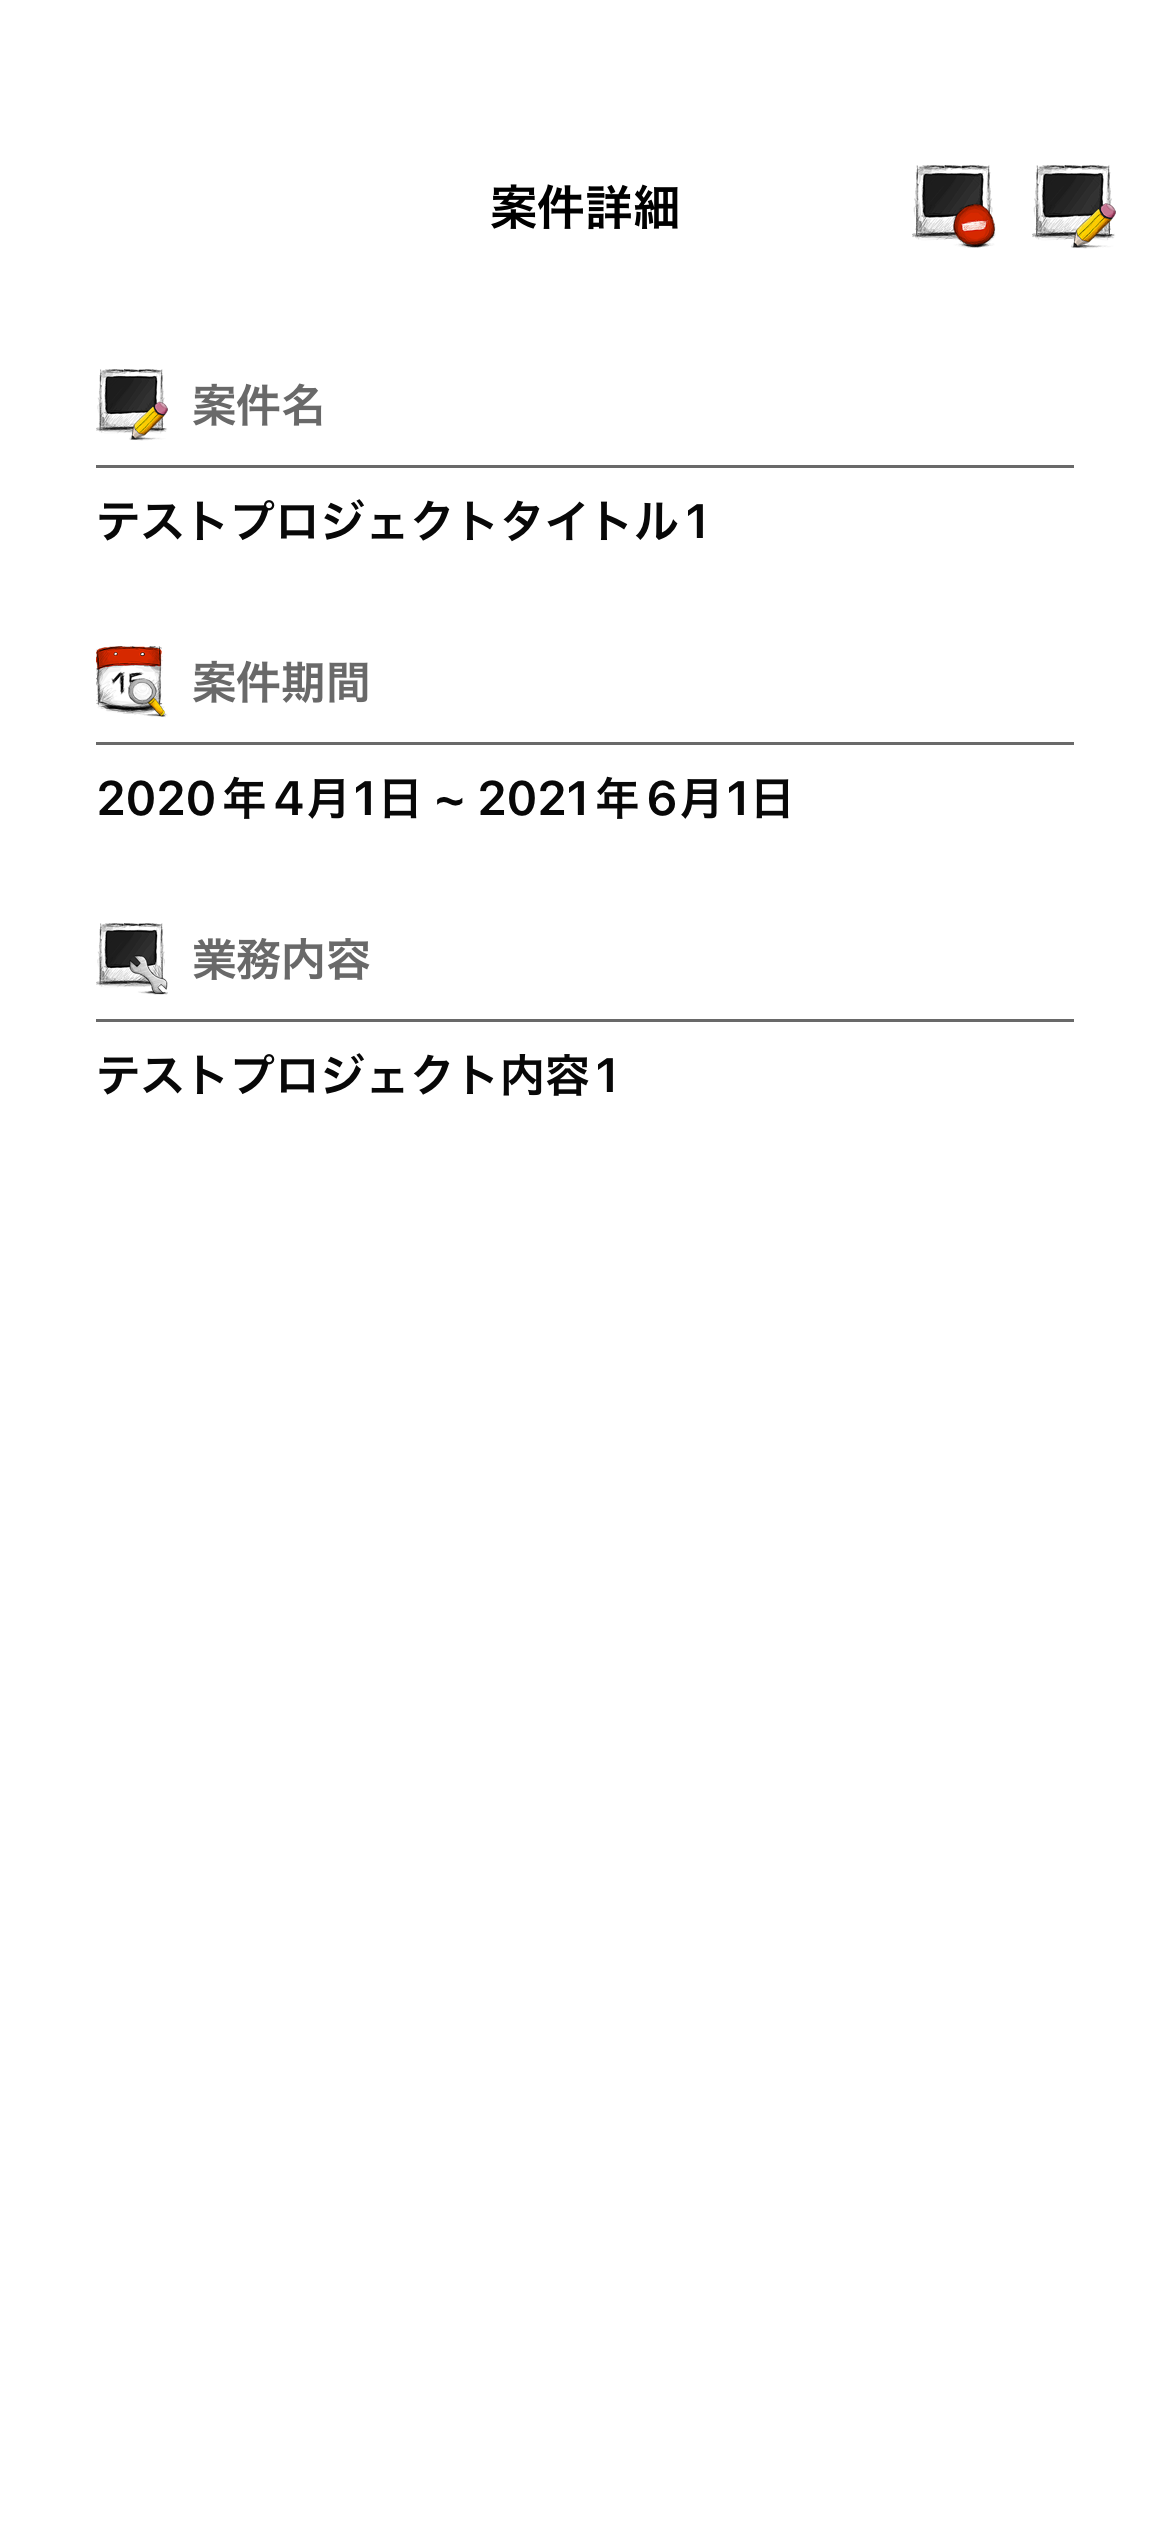 案件詳細
案件名
テストプロジェクトタイトル1
案件期間
2020年4月1日 ~ 2021年6月1日
業務内容
テストプロジェクト内容1